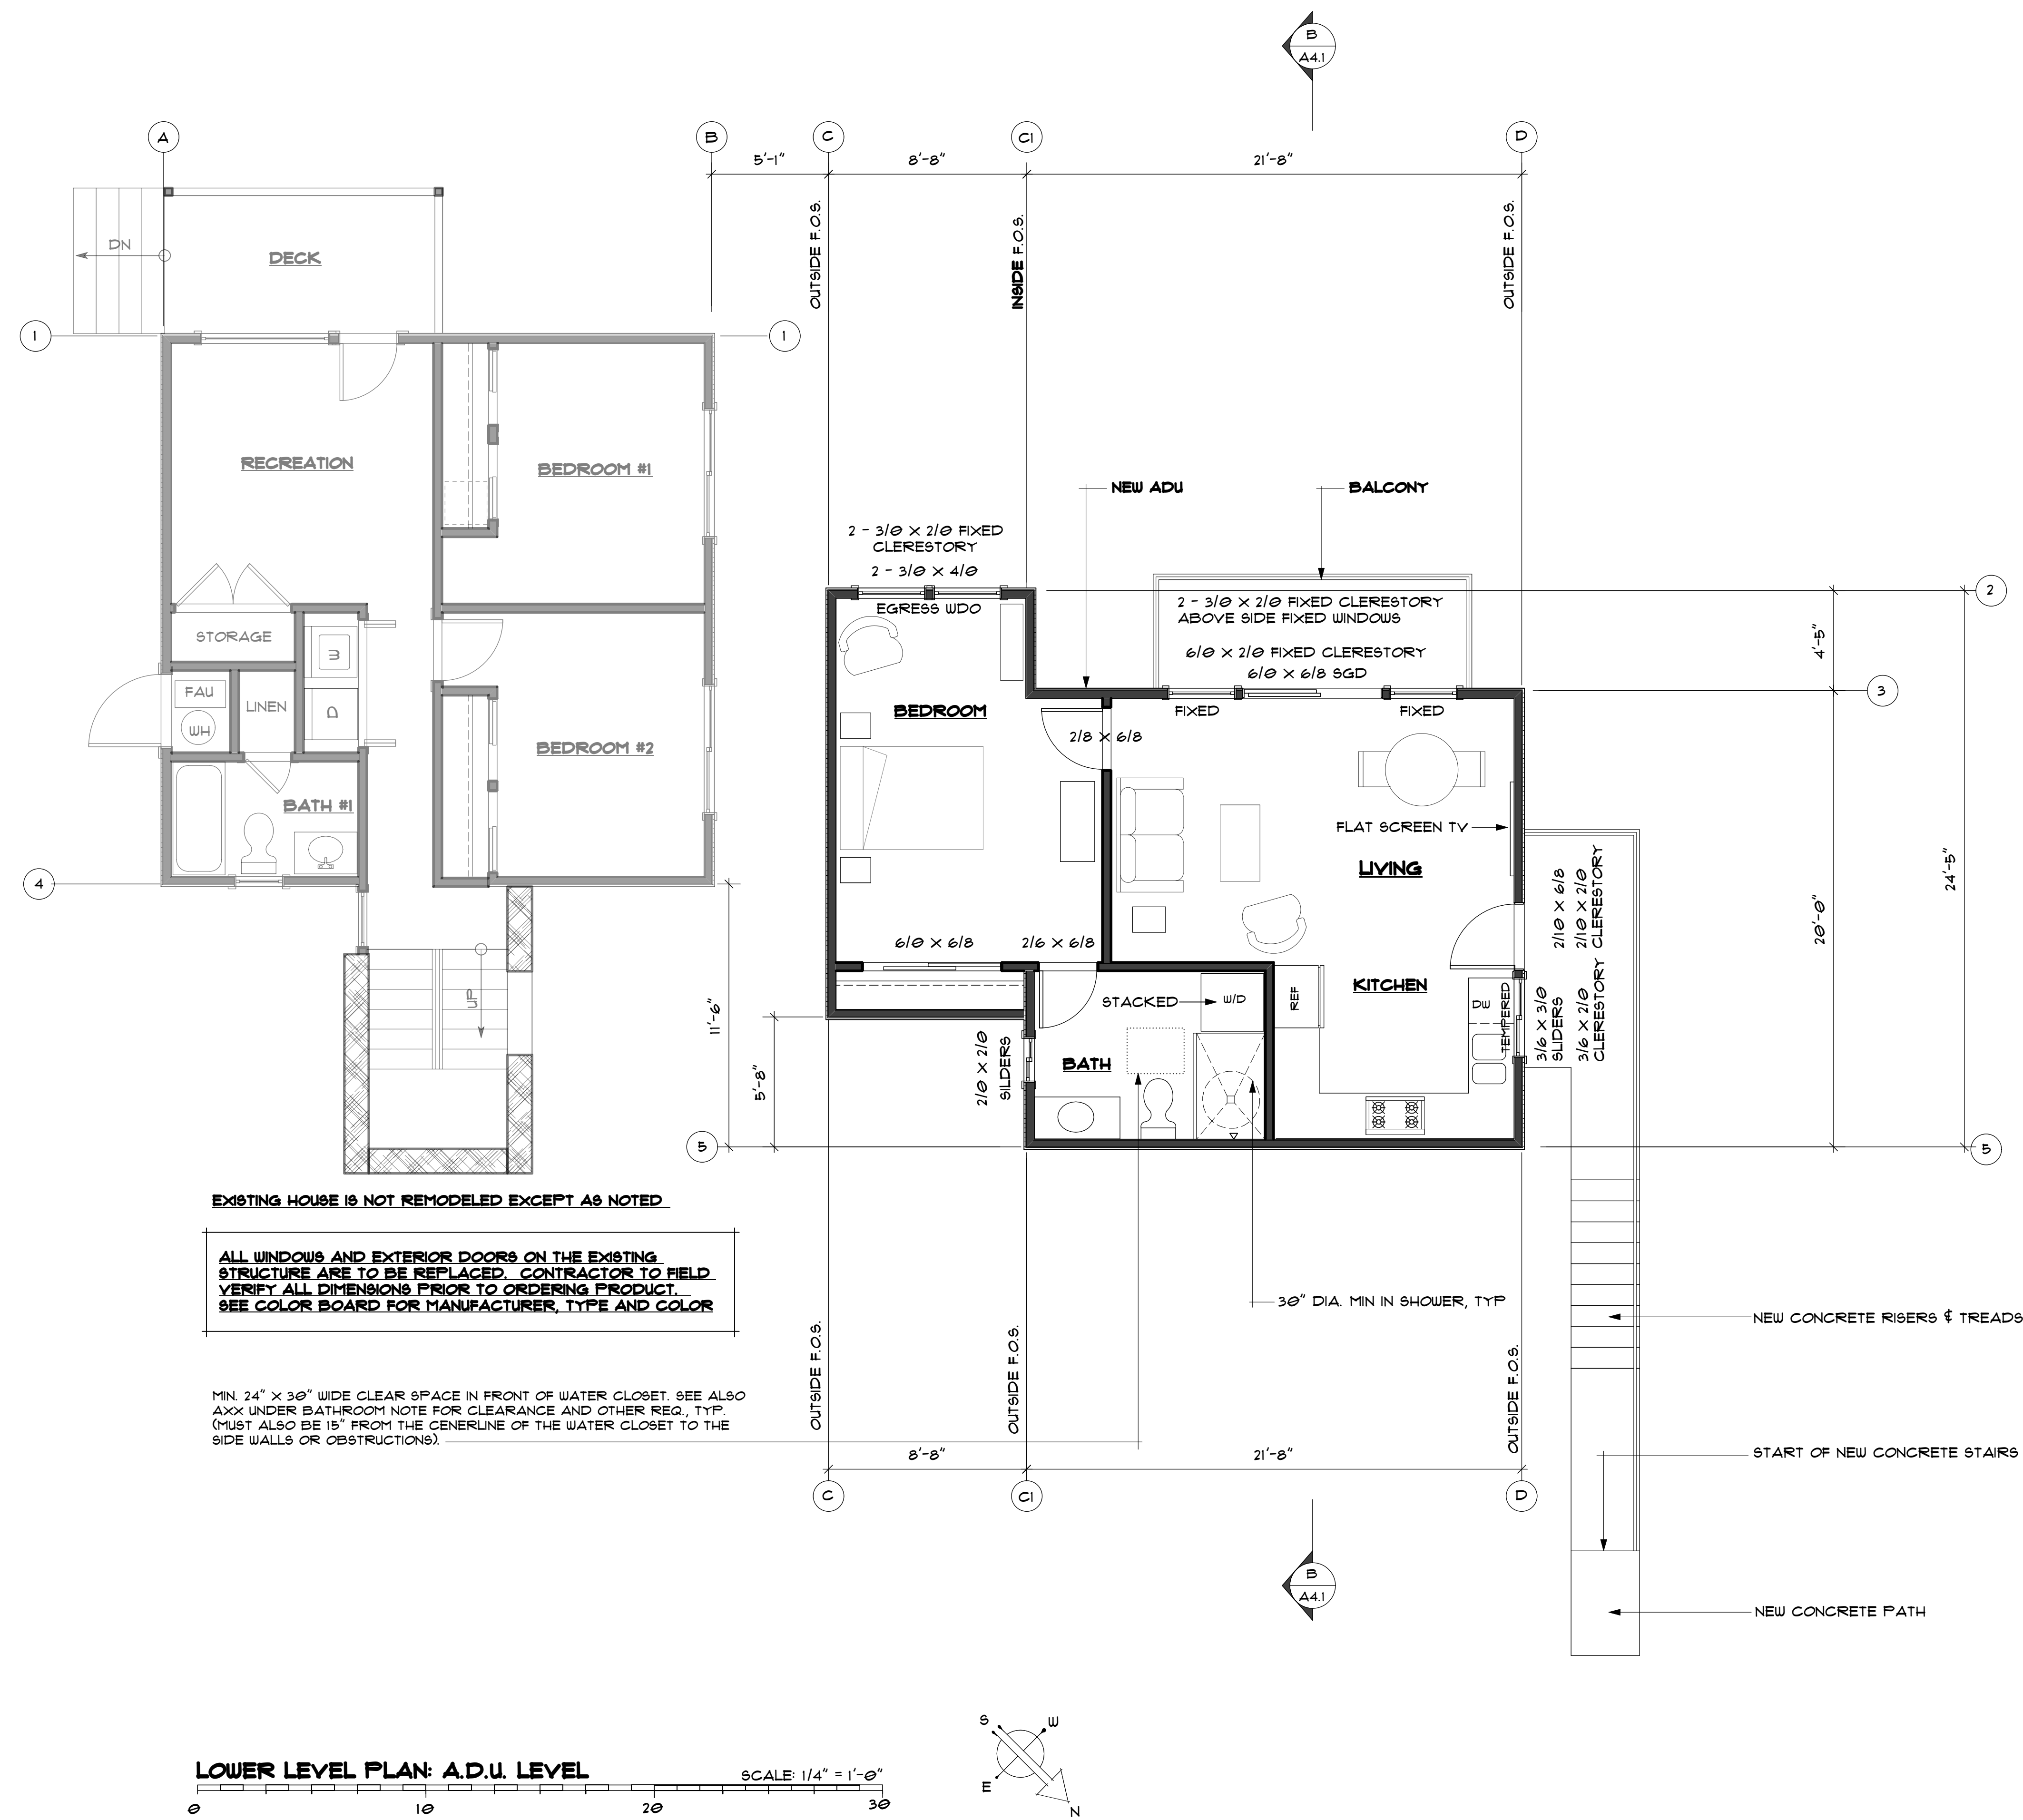 B
A4.1
A
B
C
C1
D
5'-1"
8'-8"
21'-8"
OUTSIDE F.O.S.
INSIDE F.O.S.
OUTSIDE F.O.S.
DN
DECK
1
1
RECREATION
BEDROOM #1
NEW ADU
BALCONY
2 - 3/0 X 2/0 FIXED
CLERESTORY
2 - 3/0 X 4/0
EGRESS WDO
2 - 3/0 X 2/0 FIXED CLERESTORY
ABOVE SIDE FIXED WINDOWS
6/0 X 2/0 FIXED CLERESTORY
6/0 X 6/8 SGD
2
4'-5"
3
STORAGE
W
FAU
LINEN
D
WH
BEDROOM #2
BATH #1
BEDROOM
FIXED
FIXED
2/8 X 6/8
FLAT SCREEN TV
LIVING
2/10 X 6/8
2/10 X 2/0
CLERESTORY
20'-0"
24'-5"
4
6/0 X 6/8
2/6 X 6/8
KITCHEN
STACKED
W/D
REF
DW
TEMPERED
3/6 X 3/0
SLIDERS
3/6 X 2/0
CLERESTORY
UP
11'-6"
5'-8"
2/0 X 2/0
SILDERS
BATH
5
5
EXISTING HOUSE IS NOT REMODELED EXCEPT AS NOTED
ALL WINDOWS AND EXTERIOR DOORS ON THE EXISTING
STRUCTURE ARE TO BE REPLACED. CONTRACTOR TO FIELD
VERIFY ALL DIMENSIONS PRIOR TO ORDERING PRODUCT.
SEE COLOR BOARD FOR MANUFACTURER, TYPE AND COLOR
30" DIA. MIN IN SHOWER, TYP
NEW CONCRETE RISERS & TREADS
OUTSIDE F.O.S.
OUTSIDE F.O.S.
OUTSIDE F.O.S.
MIN. 24" X 30" WIDE CLEAR SPACE IN FRONT OF WATER CLOSET. SEE ALSO
AXX UNDER BATHROOM NOTE FOR CLEARANCE AND OTHER REQ., TYP.
(MUST ALSO BE 15" FROM THE CENERLINE OF THE WATER CLOSET TO THE
SIDE WALLS OR OBSTRUCTIONS).
START OF NEW CONCRETE STAIRS
8'-8"
21'-8"
C
C1
D
B
A4.1
NEW CONCRETE PATH
S
W
E
N
LOWER LEVEL PLAN: A.D.U. LEVEL
SCALE: 1/4" = 1'-0"
0
10
20
30